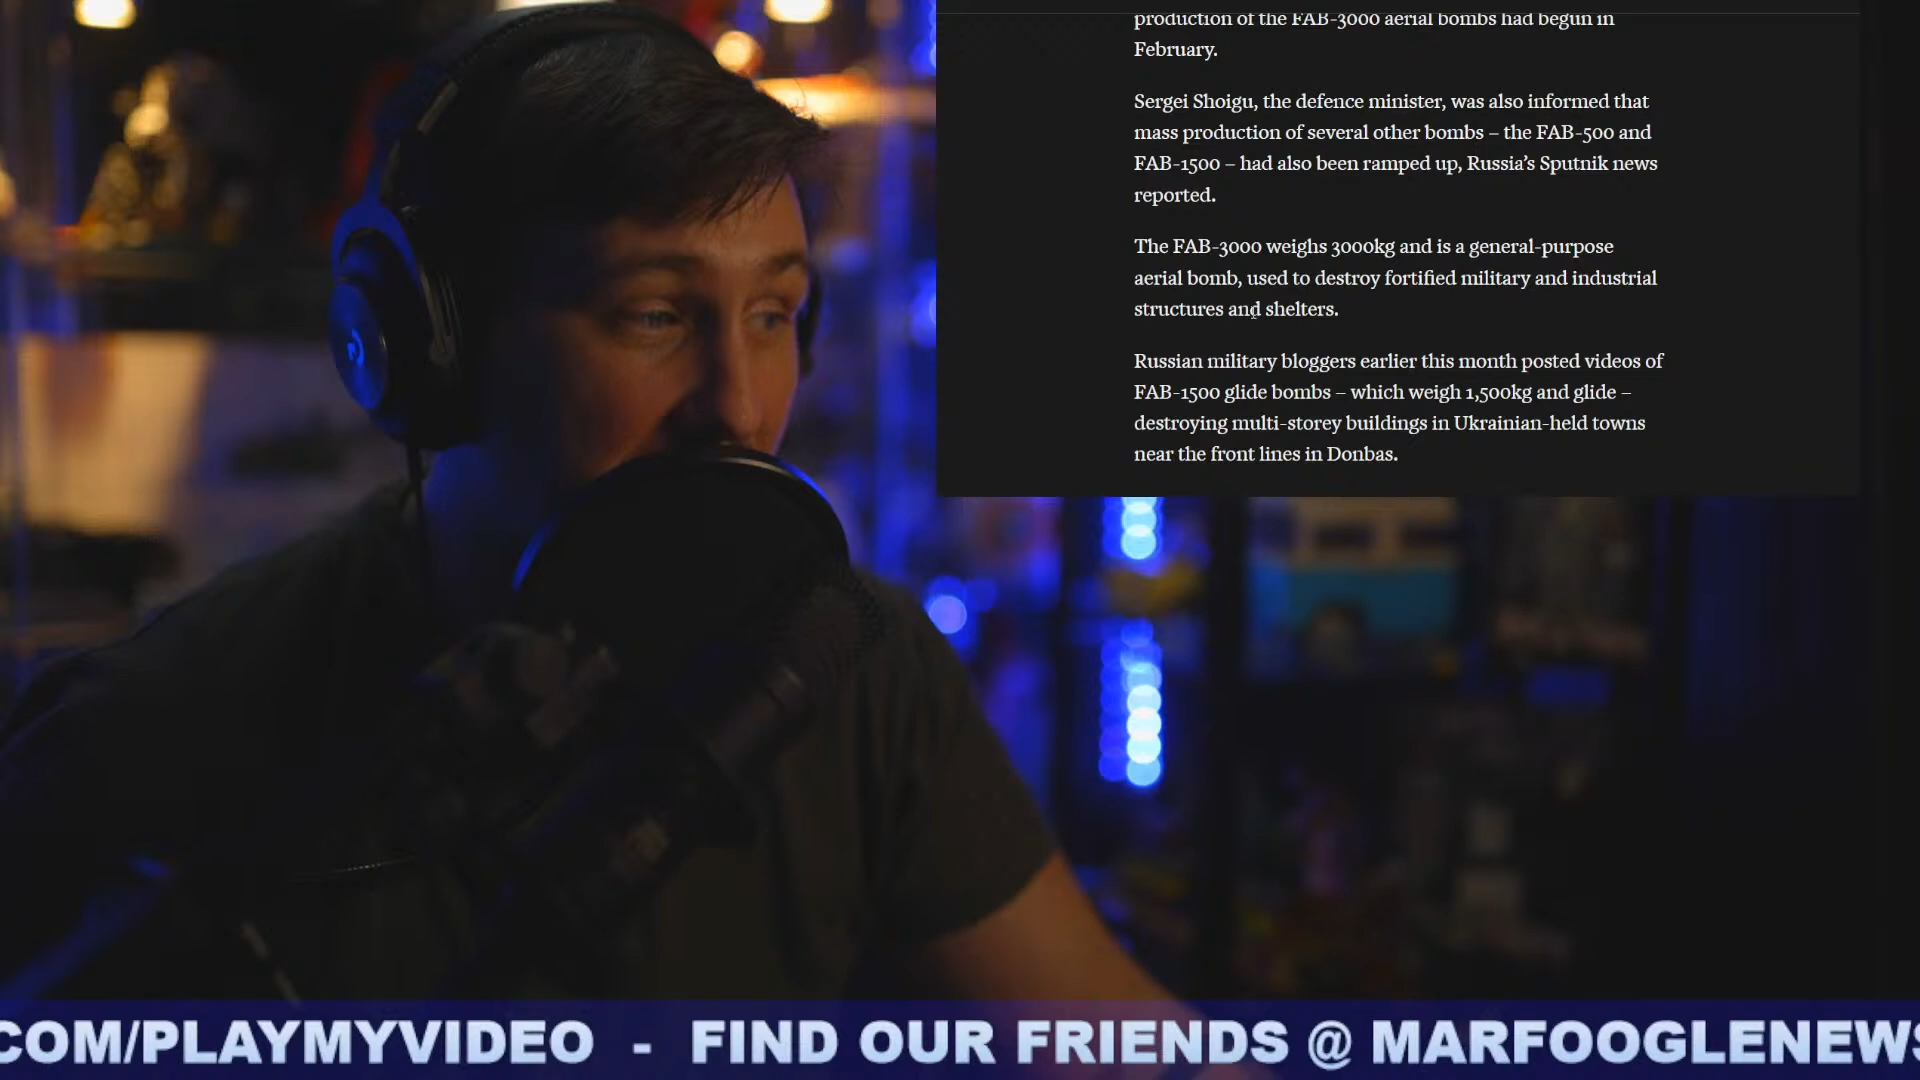 production of the FAB-3000 aerial bombs had begun in
February.
Sergei Shoigu, the defence minister, was also informed that
mass production of several other bombs – the FAB-500 and
FAB-1500 – had also been ramped up, Russia’s Sputnik news
reported.
The FAB-3000 weighs 3000kg and is a general-purpose
aerial bomb, used to destroy fortified military and industrial
structures and shelters.
Russian military bloggers earlier this month posted videos of
FAB-1500 glide bombs – which weigh 1,500kg and glide –
destroying multi-storey buildings in Ukrainian-held towns
near the front lines in Donbas.
COM/PLAYMYVIDEO - FIND OUR FRIENDS @ MARFOOGLENEWS